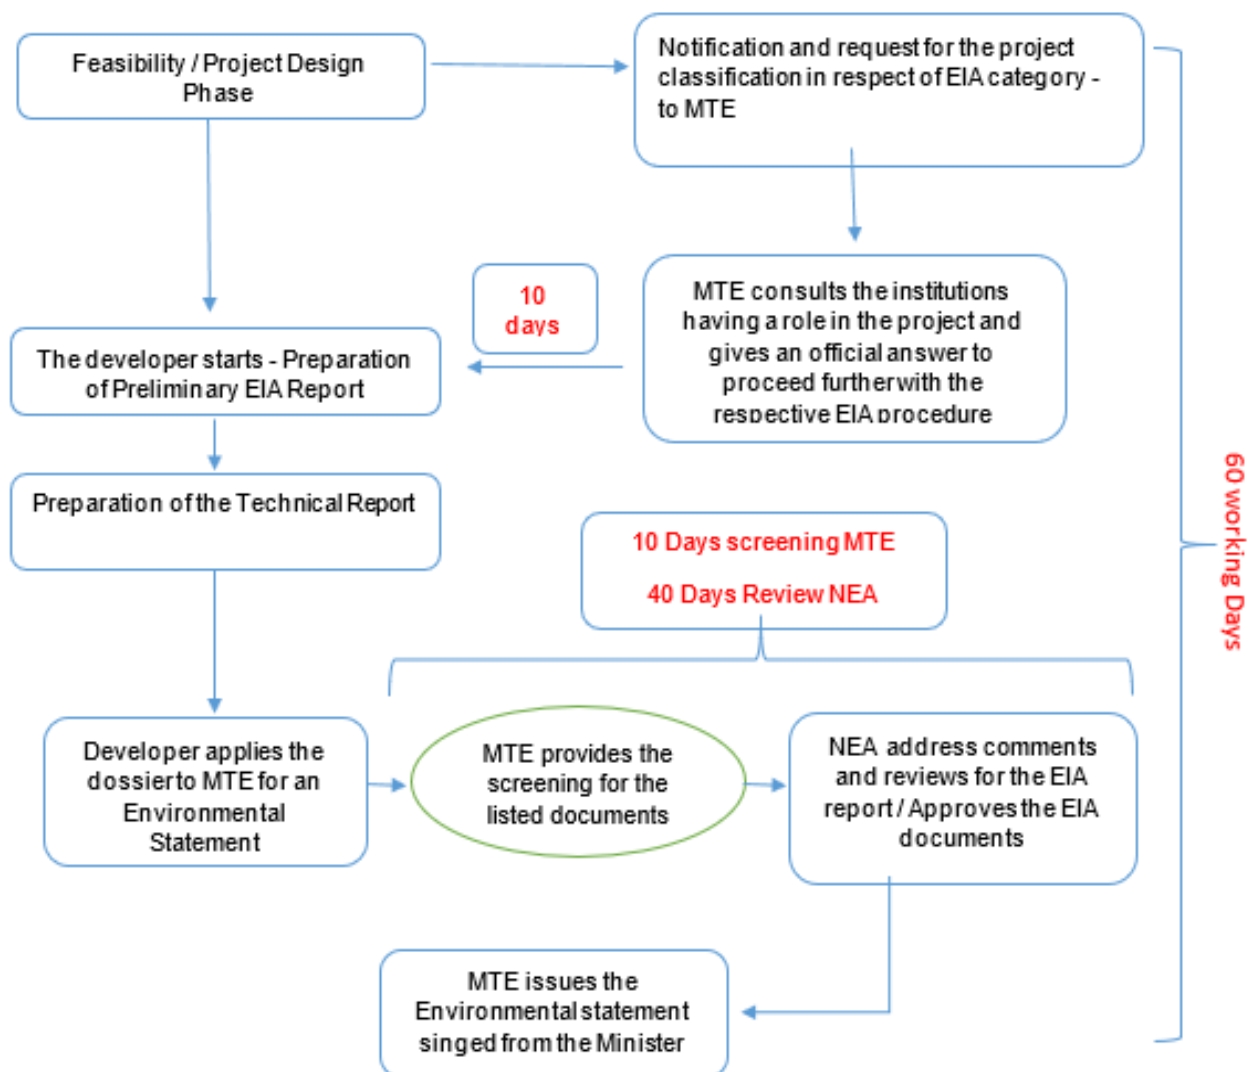 Feasibility / Project Design
Phase
Notification and request for the project
classification in respect of EIA category -
to MTE
10
days
MTE consults the institutions
having a role in the project and
gives an official answer to
proceed further with the
respective EIA procedure
The developer starts - Preparation
of Preliminary EIA Report
Preparation of the Technical Report
10 Days screening MTE
40 Days Review NEA
60 working Days
Developer applies the
dossier to MTE for an
Environmental
Statement
MTE provides the
screening for the
listed documents
NEA address comments
and reviews for the EIA
report / Approves the EIA
documents
MTE issues the
Environmental statement
singed from the Minister